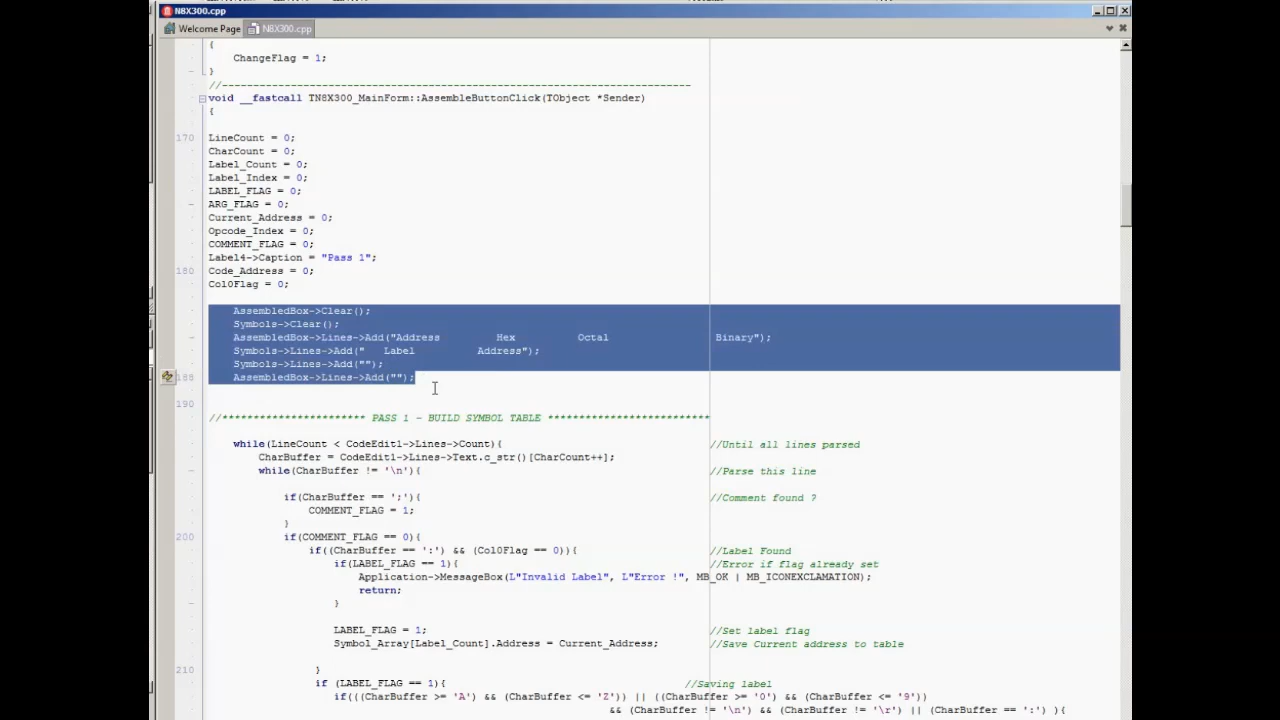 N8X300.cpp
Welcome Page N8X300.cpp
{
ChangeFlag = 1;
}
//---------------------------------------------------------------------------
void __fastcall TN8X300_MainForm::AssembleButtonClick(TObject *Sender)
{
170 LineCount = 0;
CharCount = 0;
Label_Count = 0;
Label_Index = 0;
LABEL_FLAG = 0;
ARG_FLAG = 0;
Current_Address = 0;
Opcode_Index = 0;
COMMENT_FLAG = 0;
Label4->Caption = "Pass 1";
180 Code_Address = 0;
Col0Flag = 0;
AssembledBox->Clear();
Symbols->Clear();
AssembledBox->Lines->Add("Address Hex Octal Binary");
Symbols->Lines->Add(" Label Address");
Symbols->Lines->Add("");
188 AssembledBox->Lines->Add("");
190
//*********************** PASS 1 - BUILD SYMBOL TABLE **************************
while(LineCount < CodeEdit1->Lines->Count){ //Until all lines parsed
CharBuffer = CodeEdit1->Lines->Text.c_str()[CharCount++];
while(CharBuffer != '\n'){ //Parse this line
if(CharBuffer == ';'){ //Comment found ?
COMMENT_FLAG = 1;
}
200 if(COMMENT_FLAG == 0){
if((CharBuffer == ':') && (Col0Flag == 0)){ //Label Found
if(LABEL_FLAG == 1){ //Error if flag already set
Application->MessageBox(L"Invalid Label", L"Error !", MB_OK | MB_ICONEXCLAMATION);
return;
}
LABEL_FLAG = 1; //Set label flag
Symbol_Array[Label_Count].Address = Current_Address; //Save Current address to table
210 }
if (LABEL_FLAG == 1){ //Saving label
if(((CharBuffer >= 'A') && (CharBuffer <= 'Z')) || ((CharBuffer >= '0') && (CharBuffer <= '9'))
&& (CharBuffer != '\n') && (CharBuffer != '\r') || (CharBuffer == ':') ){